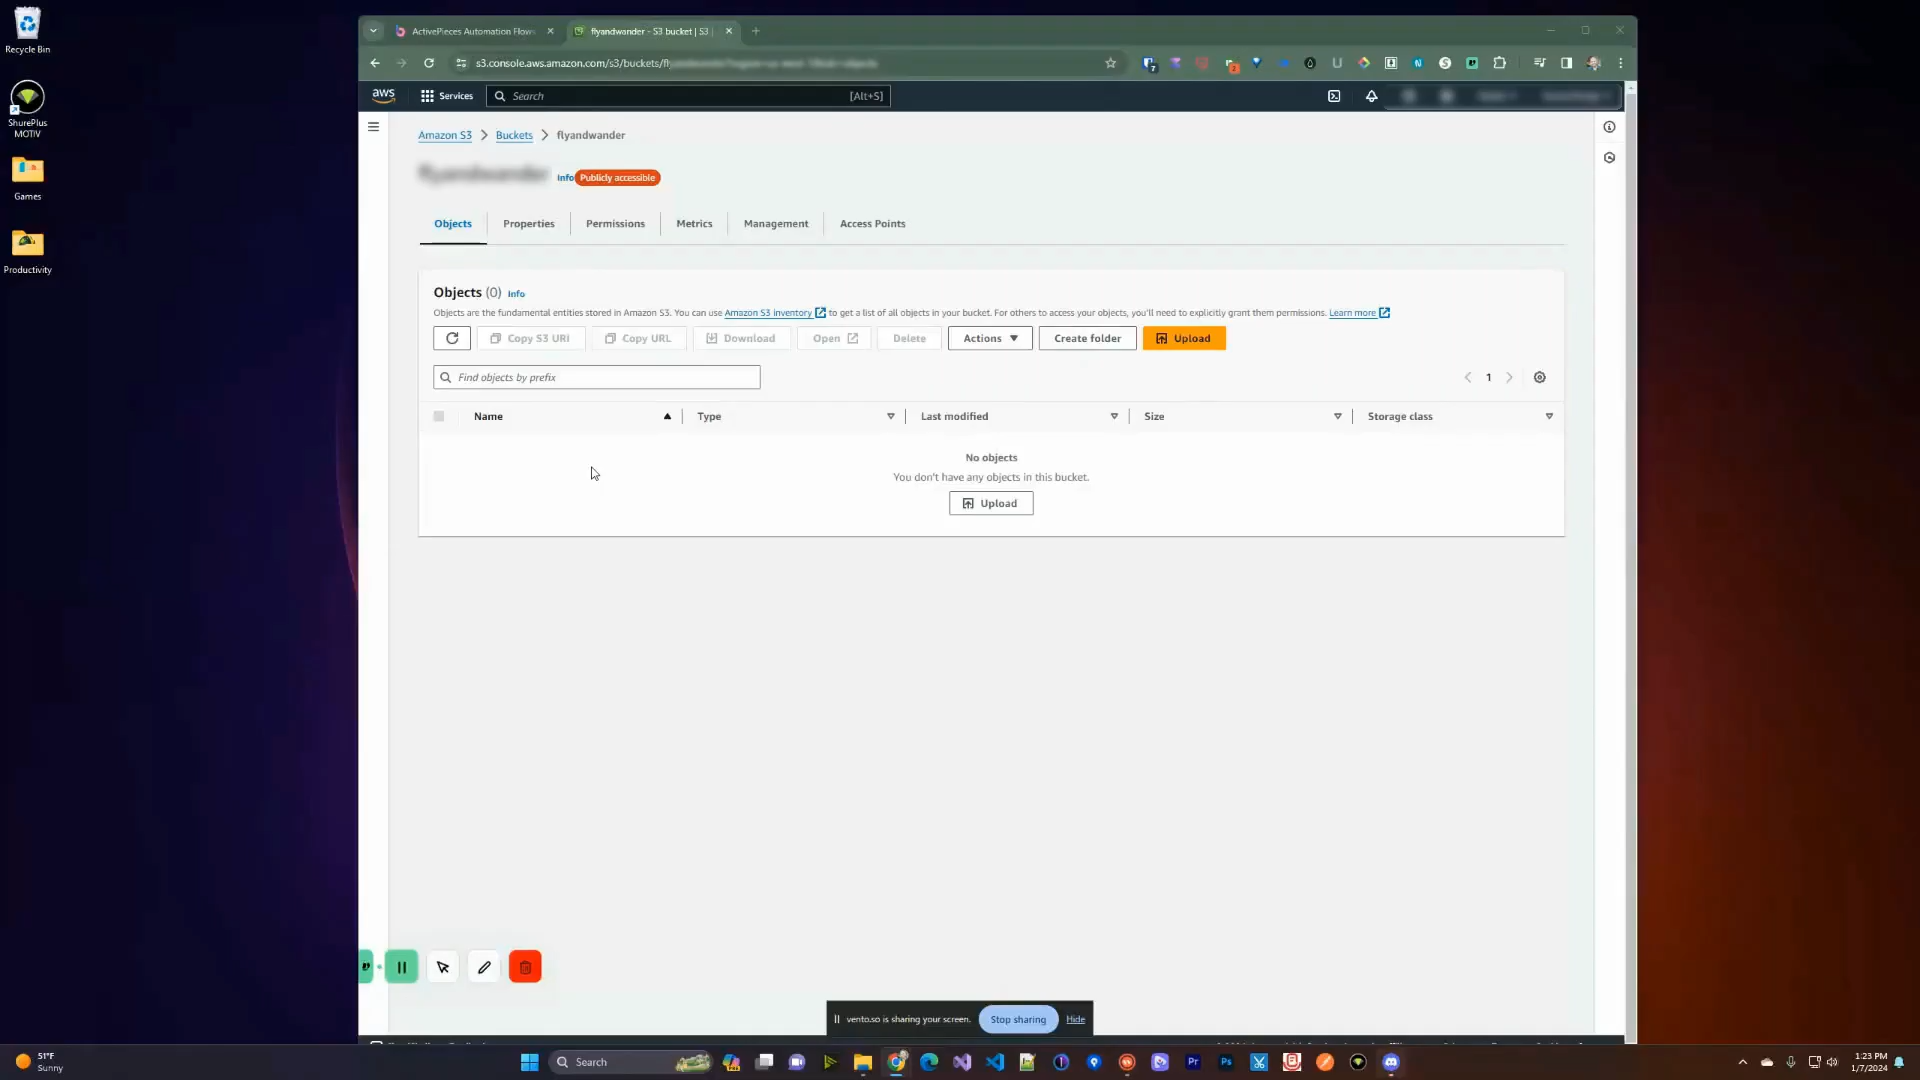 Recycle Bin
ShurePlus
MOTIV
Games
Productivity
ActivePieces Automation Flows
flyandwander - S3 bucket | S3
s3.console.aws.amazon.com/s3/buckets/fl
aws
Services
Search
[Alt+S]
Amazon S3
Buckets
flyandwander
flyandwander
Info
Publicly accessible
Objects
Properties
Permissions
Metrics
Management
Access Points
Objects (0)
Info
Objects are the fundamental entities stored in Amazon S3. You can use Amazon S3 inventory to get a list of all objects in your bucket. For others to access your objects, you'll need to explicitly grant them permissions. Learn more
Copy S3 URI
Copy URL
Download
Open
Delete
Actions
Create folder
Upload
Find objects by prefix
1
Name
Type
Last modified
Size
Storage class
No objects
You don't have any objects in this bucket.
Upload
vento.so is sharing your screen.
Stop sharing
Hide
51°F
Sunny
Search
1:23 PM
1/7/2024